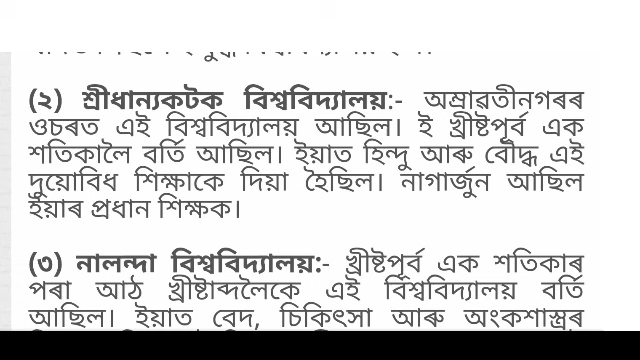 (২) শ্ৰীধান্যকটক বিশ্ববিদ্যালয়:- অম্ৰাৱতীনগৰৰ
ওচৰত এই বিশ্ববিদ্যালয় আছিল। ই খ্ৰীষ্টপূৰ্ব এক
শতিকালৈ বৰ্তি আছিল। ইয়াত হিন্দু আৰু বৌদ্ধ এই
দুয়োবিধ শিক্ষাকে দিয়া হৈছিল। নাগাৰ্জুন আছিল
ইয়াৰ প্ৰধান শিক্ষক।
(৩) নালন্দা বিশ্ববিদ্যালয়:- খ্ৰীষ্টপূৰ্ব এক শতিকাৰ
পৰা আঠ খ্ৰীষ্টাব্দলৈকে এই বিশ্ববিদ্যালয় বৰ্তি
আছিল। ইয়াত বেদ, চিকিৎসা আৰু অংকশাস্ত্ৰৰ